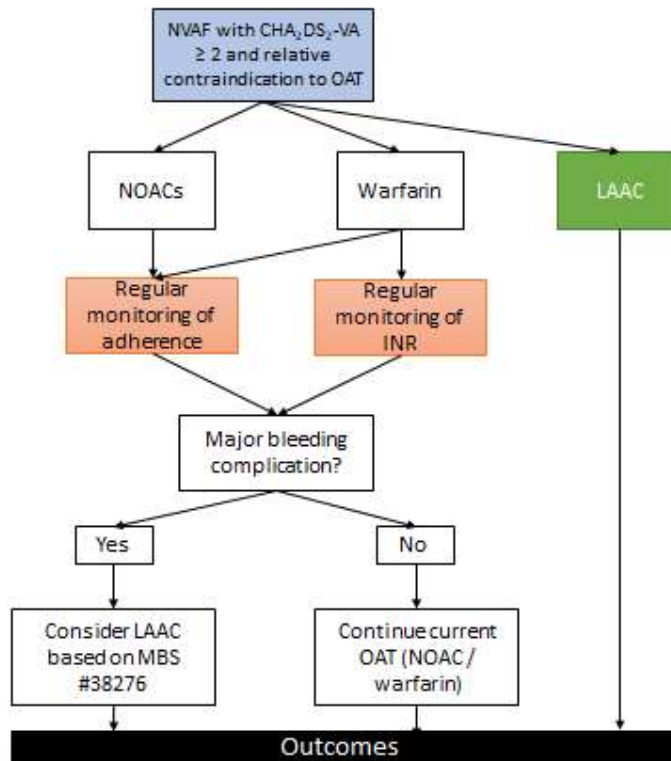 NVAF with CHA₂DS₂-VA
≥ 2 and relative
contraindication to OAT
NOACs
Warfarin
LAAC
Regular
monitoring of
adherence
Regular
monitoring of
INR
Major bleeding
complication?
Yes
No
Consider LAAC
based on MBS
#38276
Continue current
OAT (NOAC /
warfarin)
Outcomes